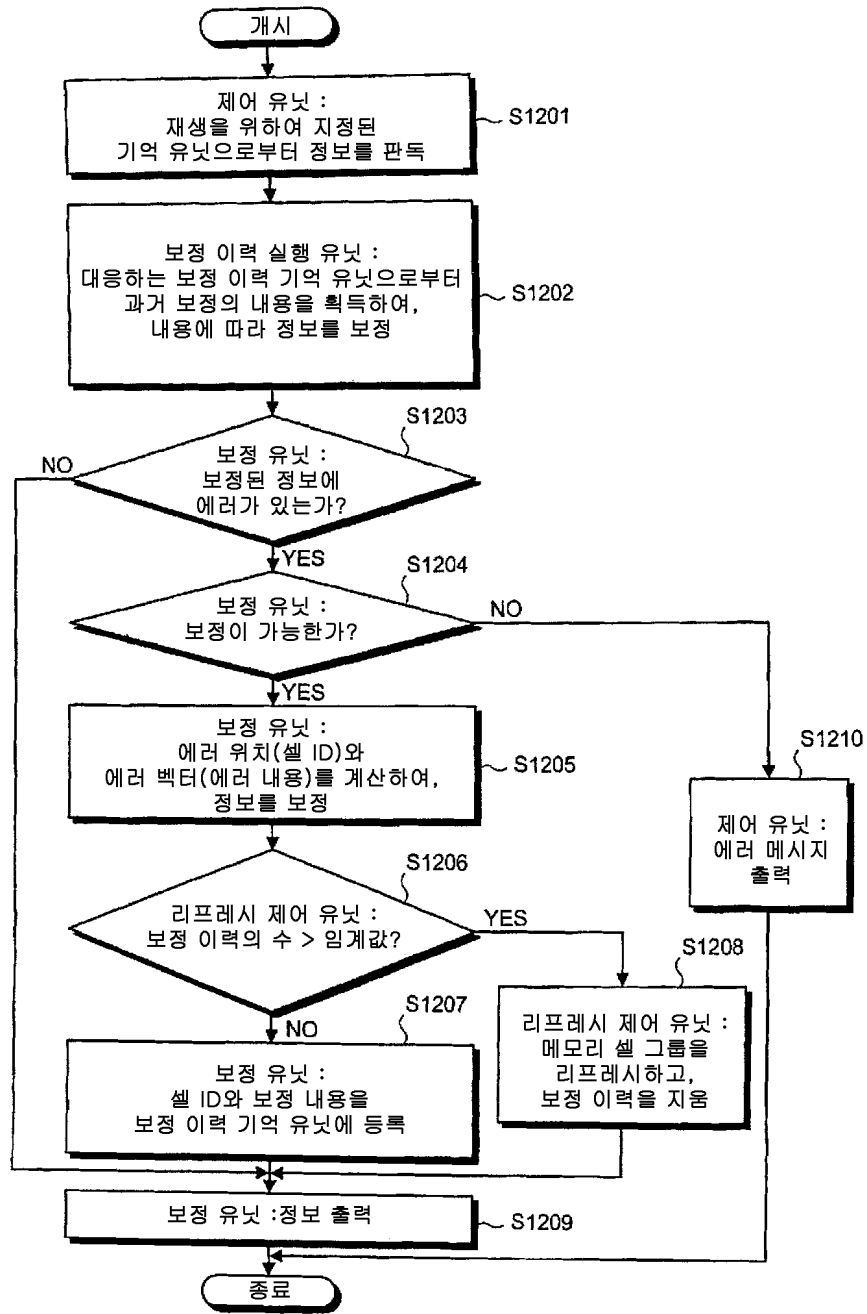 개시
제어 유닛 :
재생을 위하여 지정된
기억 유닛으로부터 정보를 판독
S1201
보정 이력 실행 유닛 :
대응하는 보정 이력 기억 유닛으로부터
과거 보정의 내용을 획득하여,
내용에 따라 정보를 보정
S1202
S1203
보정 유닛 :
보정된 정보에
에러가 있는가?
NO
YES
S1204
보정 유닛 :
보정이 가능한가?
NO
YES
보정 유닛 :
에러 위치(셀 ID)와
에러 벡터(에러 내용)를 계산하여,
정보를 보정
S1205
S1210
제어 유닛 :
에러 메시지
출력
S1206
리프레시 제어 유닛 :
보정 이력의 수 > 임계값?
YES
NO
S1208
리프레시 제어 유닛 :
메모리 셀 그룹을
리프레시하고,
보정 이력을 지움
S1207
보정 유닛 :
셀 ID와 보정 내용을
보정 이력 기억 유닛에 등록
보정 유닛 :정보 출력
S1209
종료